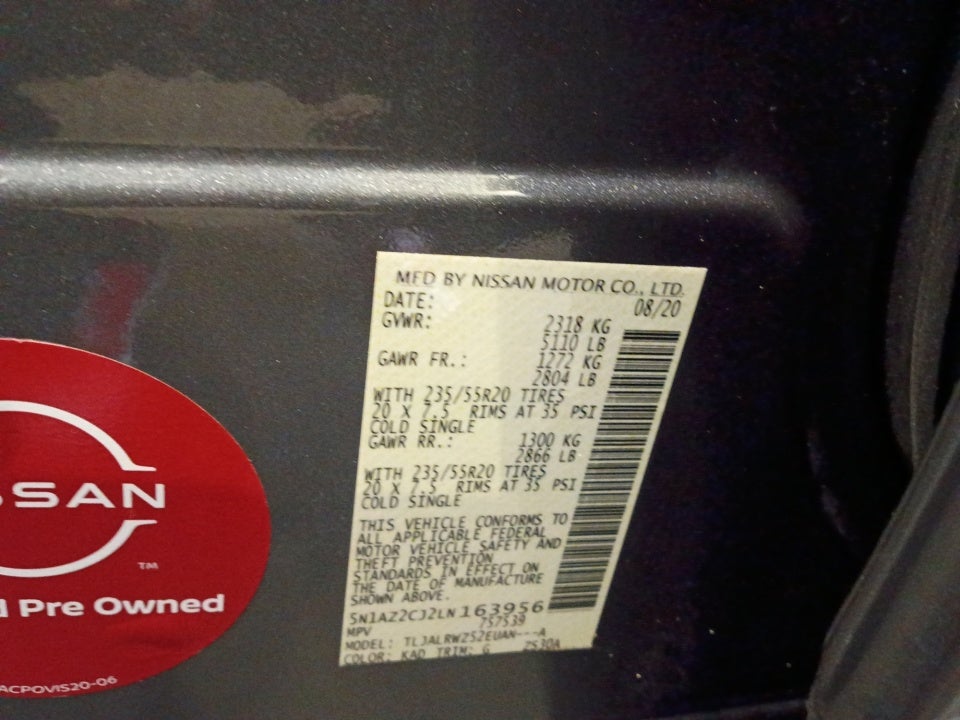 MFD BY NISSAN MOTOR CO., LTD.
DATE: 08/20
GVWR: 2318 KG
5110 LB
GAWR FR.: 1272 KG
2804 LB
WITH 235/55R20 TIRES
20 X 7.5 RIMS AT 35 PSI
COLD SINGLE
GAWR RR.: 1300 KG
2866 LB
WITH 235/55R20 TIRES
20 X 7.5 RIMS AT 35 PSI
COLD SINGLE
THIS VEHICLE CONFORMS TO
ALL APPLICABLE FEDERAL
MOTOR VEHICLE SAFETY AND
THEFT PREVENTION
STANDARDS IN EFFECT ON
THE DATE OF MANUFACTURE
SHOWN ABOVE.
5N1AZ2CJ2LN163956
MPV 757539
MODEL: TLJALRWZ52EUAN---A
COLOR: KAD TRIM: G
SSAN
TM
Pre Owned
ACPOVIS20-06